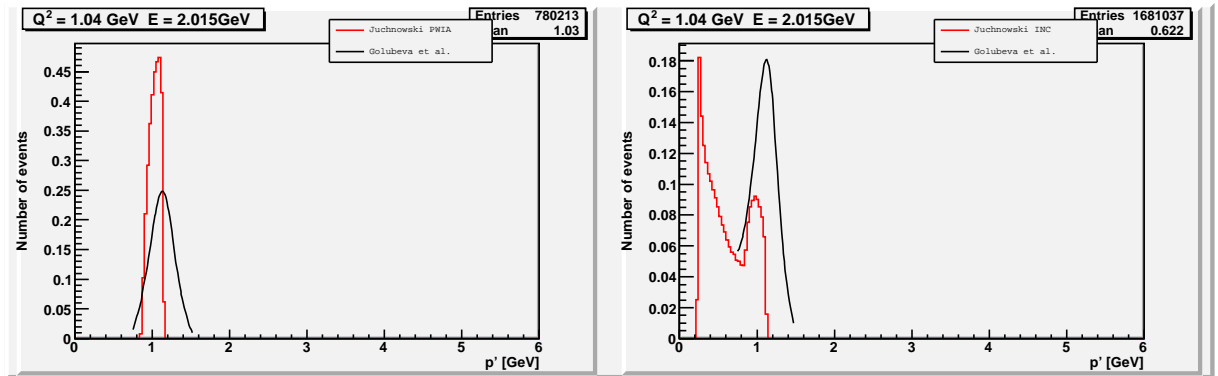 Q² = 1.04 GeV E = 2.015GeV
Entries 780213
an 1.03
Juchnowski PWIA
Golubeva et al.
Number of events
0.45
0.4
0.35
0.3
0.25
0.2
0.15
0.1
0.05
0
0 1 2 3 4 5 6
p' [GeV]
Q² = 1.04 GeV E = 2.015GeV
Entries 1681037
an 0.622
Juchnowski INC
Golubeva et al.
Number of events
0.18
0.16
0.14
0.12
0.1
0.08
0.06
0.04
0.02
0
0 1 2 3 4 5 6
p' [GeV]